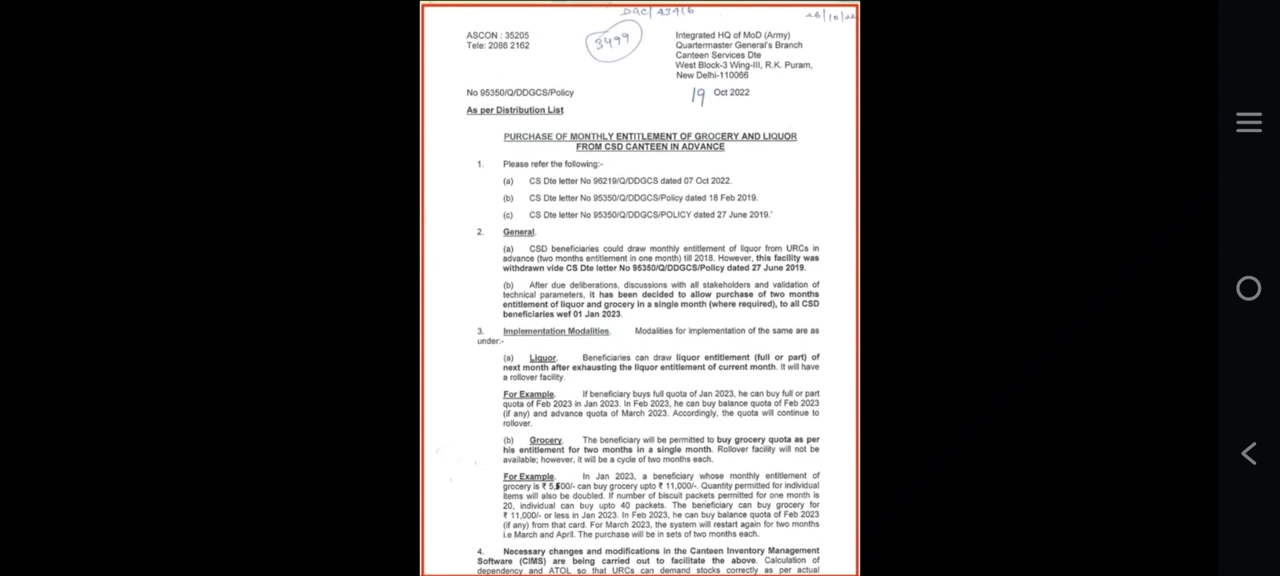 DQC/ 43416
26/10/22
ASCON : 35205
Tele: 2086 2162
3499
Integrated HQ of MoD (Army)
Quartermaster General's Branch
Canteen Services Dte
West Block-3 Wing-III, R.K. Puram,
New Delhi-110066
No 95350/Q/DDGCS/Policy
19 Oct 2022
As per Distribution List
PURCHASE OF MONTHLY ENTITLEMENT OF GROCERY AND LIQUOR
FROM CSD CANTEEN IN ADVANCE
1. Please refer the following:-
(a) CS Dte letter No 96219/Q/DDGCS dated 07 Oct 2022.
(b) CS Dte letter No 95350/Q/DDGCS/Policy dated 18 Feb 2019.
(c) CS Dte letter No 95350/Q/DDGCS/POLICY dated 27 June 2019.'
2. General.
(a) CSD beneficiaries could draw monthly entitlement of liquor from URCs in
advance (two months entitlement in one month) till 2018. However, this facility was
withdrawn vide CS Dte letter No 95350/Q/DDGCS/Policy dated 27 June 2019.
(b) After due deliberations, discussions with all stakeholders and validation of
technical parameters, it has been decided to allow purchase of two months
entitlement of liquor and grocery in a single month (where required), to all CSD
beneficiaries wef 01 Jan 2023.
3. Implementation Modalities. Modalities for implementation of the same are as
under:-
(a) Liquor. Beneficiaries can draw liquor entitlement (full or part) of
next month after exhausting the liquor entitlement of current month. It will have
a rollover facility.
For Example. If beneficiary buys full quota of Jan 2023, he can buy full or part
quota of Feb 2023 in Jan 2023. In Feb 2023, he can buy balance quota of Feb 2023
(if any) and advance quota of March 2023. Accordingly, the quota will continue to
rollover.
(b) Grocery. The beneficiary will be permitted to buy grocery quota as per
his entitlement for two months in a single month. Rollover facility will not be
available; however, it will be a cycle of two months each.
For Example. In Jan 2023, a beneficiary whose monthly entitlement of
grocery is ₹ 5,500/- can buy grocery upto ₹ 11,000/-. Quantity permitted for individual
items will also be doubled. If number of biscuit packets permitted for one month is
20, individual can buy upto 40 packets. The beneficiary can buy grocery for
₹ 11,000/- or less in Jan 2023. In Feb 2023, he can buy balance quota of Feb 2023
(if any) from that card. For March 2023, the system will restart again for two months
i.e March and April. The purchase will be in sets of two months each.
4. Necessary changes and modifications in the Canteen Inventory Management
Software (CIMS) are being carried out to facilitate the above. Calculation of
dependency and ATOL so that URCs can demand stocks correctly as per actual